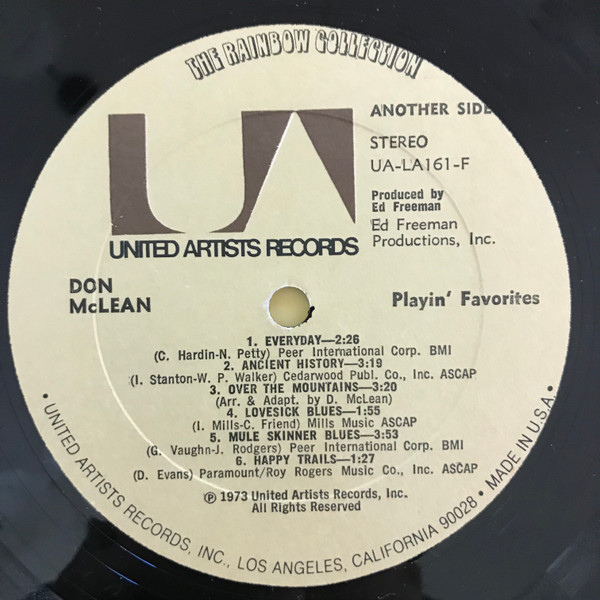 THE RAINBOW COLLECTION
UA
UNITED ARTISTS RECORDS
ANOTHER SIDE
STEREO
UA-LA161-F
Produced by
Ed Freeman
Ed Freeman
Productions, Inc.
DON
McLEAN
Playin' Favorites
1. EVERYDAY—2:26
(C. Hardin-N. Petty) Peer International Corp. BMI
2. ANCIENT HISTORY—3:19
(I. Stanton-W. P. Walker) Cedarwood Publ. Co., Inc. ASCAP
3. OVER THE MOUNTAINS—3:20
(Arr. & Adapt. by D. McLean)
4. LOVESICK BLUES—1:55
(I. Mills-C. Friend) Mills Music ASCAP
5. MULE SKINNER BLUES—3:53
(G. Vaughn-J. Rodgers) Peer International Corp. BMI
6. HAPPY TRAILS—1:27
(D. Evans) Paramount/Roy Rogers Music Co., Inc. ASCAP
℗ 1973 United Artists Records, Inc.
All Rights Reserved
• UNITED ARTISTS RECORDS, INC., LOS ANGELES, CALIFORNIA 90028 • MADE IN U.S.A. •